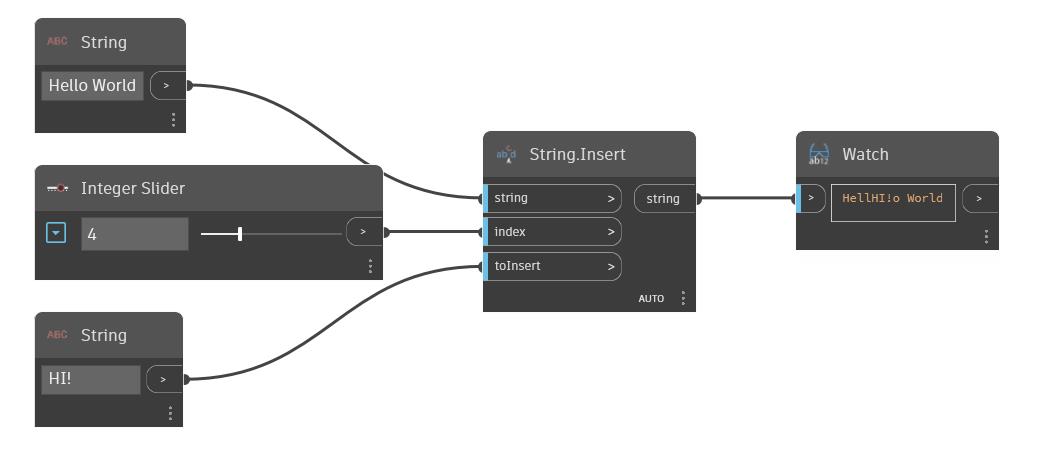 ABC String
Hello World >
Integer Slider
4 >
ABC String
HI! >
String.Insert
string > string
index >
toInsert >
AUTO
Watch
> HellHI!o World >